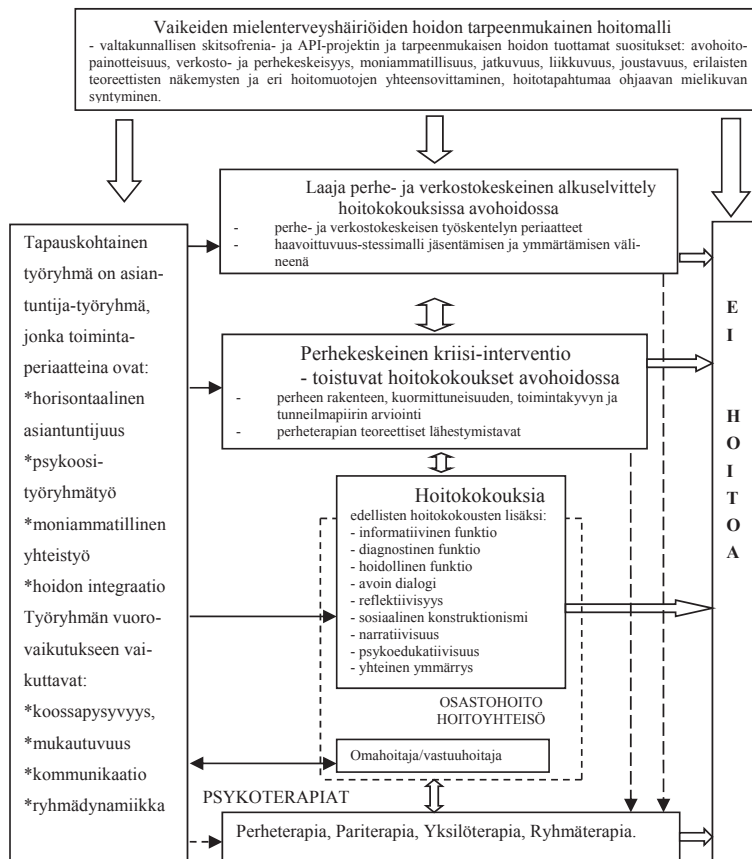 Vaikeiden mielenterveyshäiriöiden hoidon tarpeenmukainen hoitomalli
- valtakunnallisen skitsofrenia- ja API-projektin ja tarpeenmukaisen hoidon tuottamat suositukset: avohoito-
painotteisuus, verkosto- ja perhekeskeisyys, moniammatillisuus, jatkuvuus, liikkuvuus, joustavuus, erilaisten
teoreettisten näkemysten ja eri hoitomuotojen yhteensovittaminen, hoitotapahtumaa ohjaavan mielikuvan
syntyminen.
Laaja perhe- ja verkostokeskeinen alkuselvittely
hoitokokouksissa avohoidossa
- perhe- ja verkostokeskeisen työskentelyn periaatteet
- haavoittuvuus-stressimalli jäsentämisen ja ymmärtämisen väli-
neenä
Tapauskohtainen
työryhmä on asian-
tuntija-työryhmä,
jonka toiminta-
periaatteina ovat:
*horisontaalinen
asiantuntijuus
*psykoosi-
työryhmätyö
*moniammatillinen
yhteistyö
*hoidon integraatio
Työryhmän vuoro-
vaikutukseen vai-
kuttavat:
*koossapysyvyys,
*mukautuvuus
*kommunikaatio
*ryhmädynamiikka
Perhekeskeinen kriisi-interventio
- toistuvat hoitokokoukset avohoidossa
- perheen rakenteen, kuormittuneisuuden, toimintakyvyn ja
tunneilmapiirin arviointi
- perheterapian teoreettiset lähestymistavat
Hoitokokouksia
edellisten hoitokokousten lisäksi:
- informatiivinen funktio
- diagnostinen funktio
- hoidollinen funktio
- avoin dialogi
- reflektiivisyys
- sosiaalinen konstruktionismi
- narratiivisuus
- psykoedukatiivisuus
- yhteinen ymmärrys
OSASTOHOITO
HOITOYHTEISÖ
Omahoitaja/vastuuhoitaja
PSYKOTERAPIAT
Perheterapia, Pariterapia, Yksilöterapia, Ryhmäterapia.
E
I
H
O
I
T
O
A